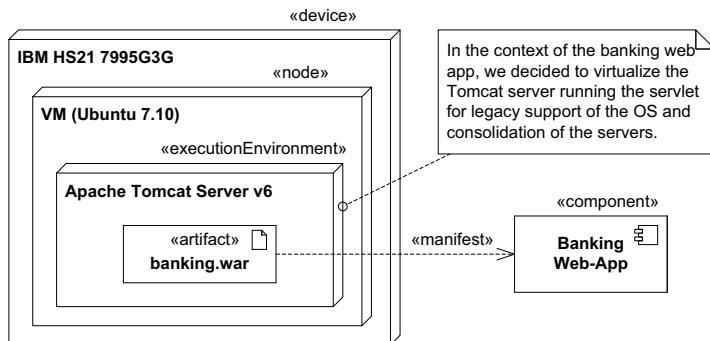 «device»
IBM HS21 7995G3G
«node»
VM (Ubuntu 7.10)
«executionEnvironment»
Apache Tomcat Server v6
«artifact»
banking.war
«manifest»
In the context of the banking web
app, we decided to virtualize the
Tomcat server running the servlet
for legacy support of the OS and
consolidation of the servers.
«component»
Banking
Web-App